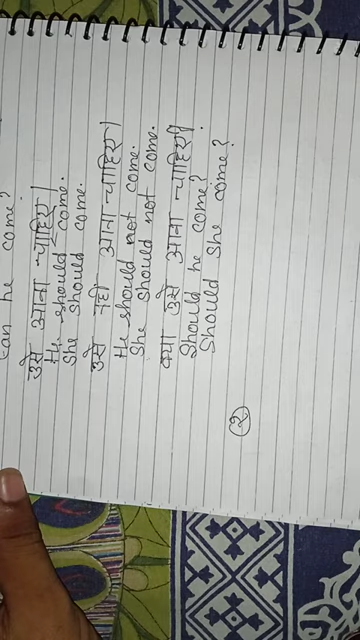 can he come?
उसे आना चाहिए।
He should come.
She should come.
उसे नही आना चाहिए।
He should not come.
She should not come.
क्या उसे आना चाहिए?
Should he come?
Should she come?
2